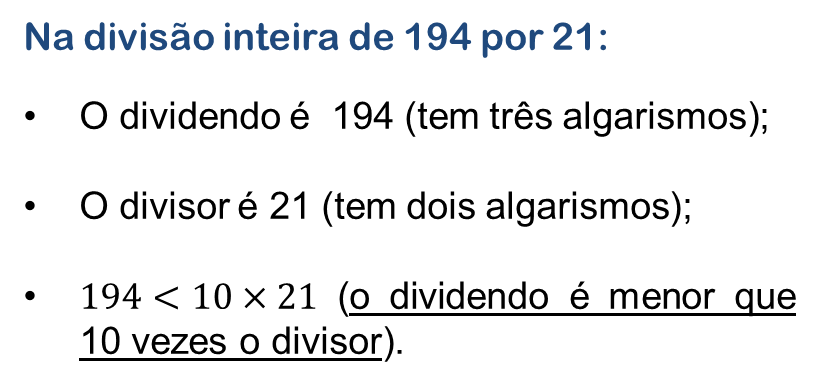 Na divisão inteira de 194 por 21:
• O dividendo é 194 (tem três algarismos);
• O divisor é 21 (tem dois algarismos);
• 194 < 10 × 21 (o dividendo é menor que
10 vezes o divisor).